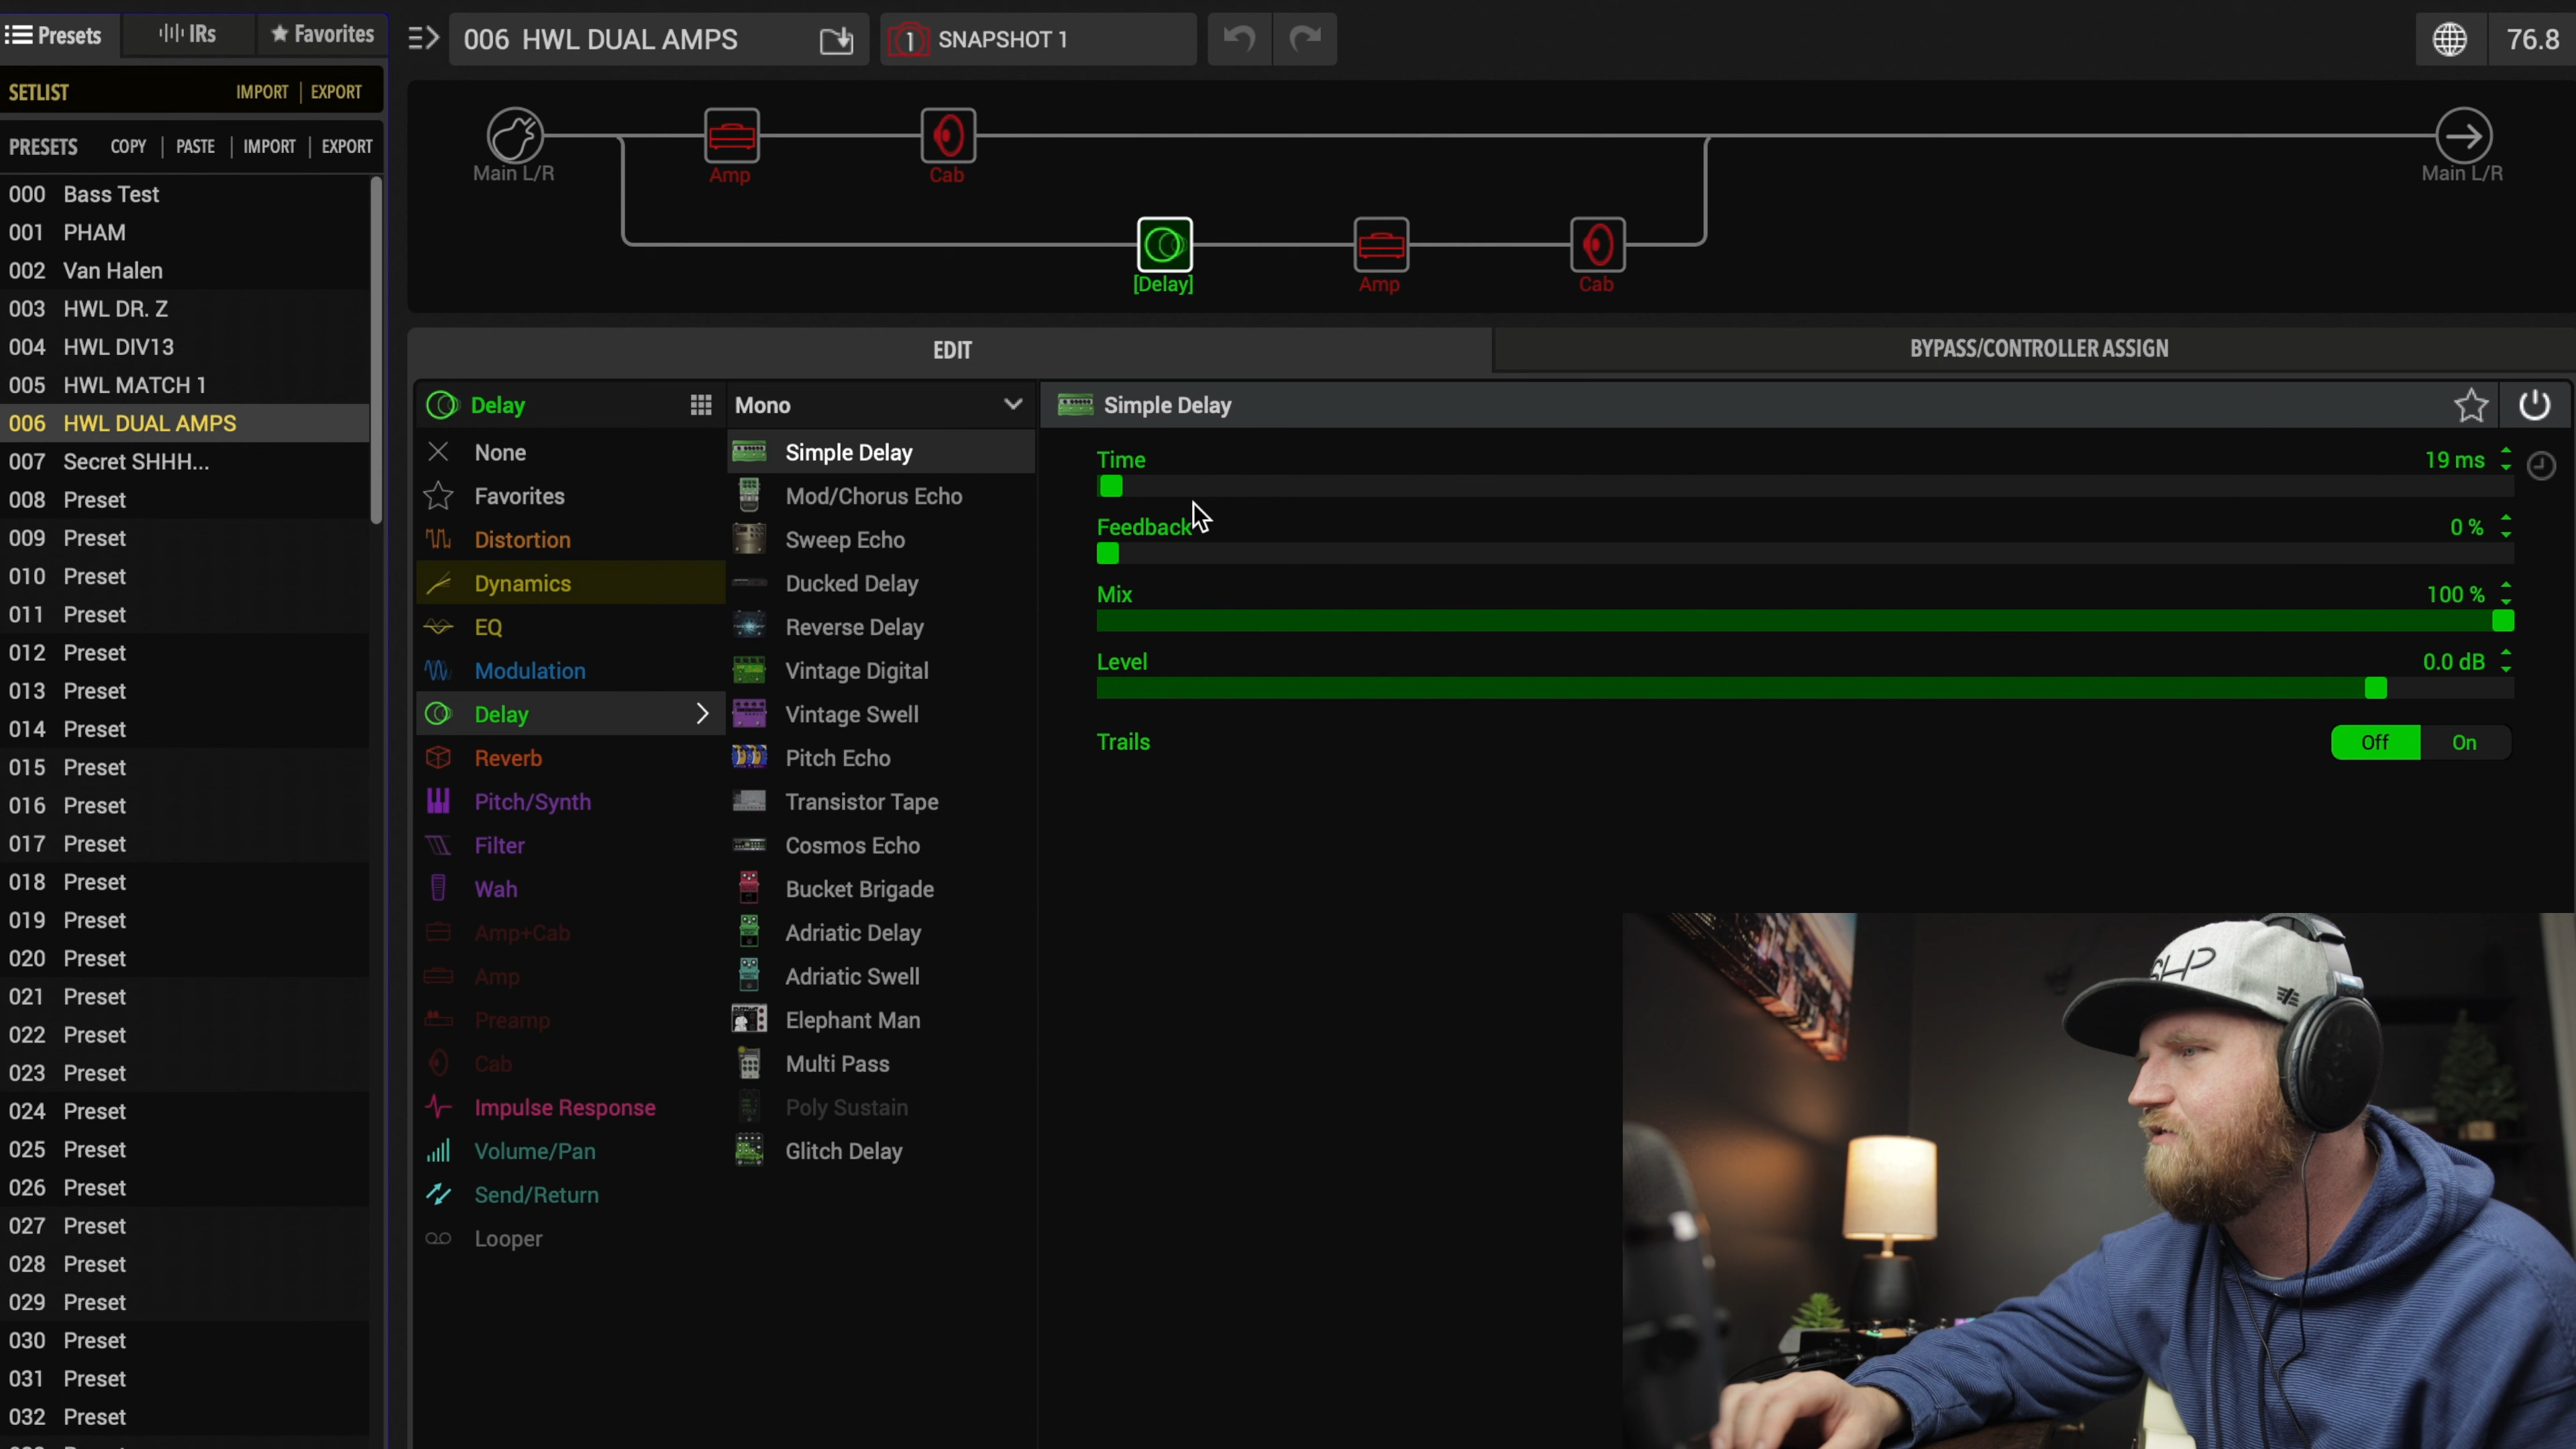 Presets IRs Favorites
006 HWL DUAL AMPS
1 SNAPSHOT 1
76.8
SETLIST IMPORT | EXPORT
PRESETS COPY | PASTE | IMPORT | EXPORT
000 Bass Test
001 PHAM
002 Van Halen
003 HWL DR. Z
004 HWL DIV13
005 HWL MATCH 1
006 HWL DUAL AMPS
007 Secret SHHH...
008 Preset
009 Preset
010 Preset
011 Preset
012 Preset
013 Preset
014 Preset
015 Preset
016 Preset
017 Preset
018 Preset
019 Preset
020 Preset
021 Preset
022 Preset
023 Preset
024 Preset
025 Preset
026 Preset
027 Preset
028 Preset
029 Preset
030 Preset
031 Preset
032 Preset
Main L/R
Amp
Cab
Main L/R
[Delay]
Amp
Cab
EDIT
BYPASS/CONTROLLER ASSIGN
Delay
None
Favorites
Distortion
Dynamics
EQ
Modulation
Delay
Reverb
Pitch/Synth
Filter
Wah
Amp+Cab
Amp
Preamp
Cab
Impulse Response
Volume/Pan
Send/Return
Looper
Mono
Simple Delay
Mod/Chorus Echo
Sweep Echo
Ducked Delay
Reverse Delay
Vintage Digital
Vintage Swell
Pitch Echo
Transistor Tape
Cosmos Echo
Bucket Brigade
Adriatic Delay
Adriatic Swell
Elephant Man
Multi Pass
Poly Sustain
Glitch Delay
Simple Delay
Time 19 ms
Feedback 0 %
Mix 100 %
Level 0.0 dB
Trails Off On